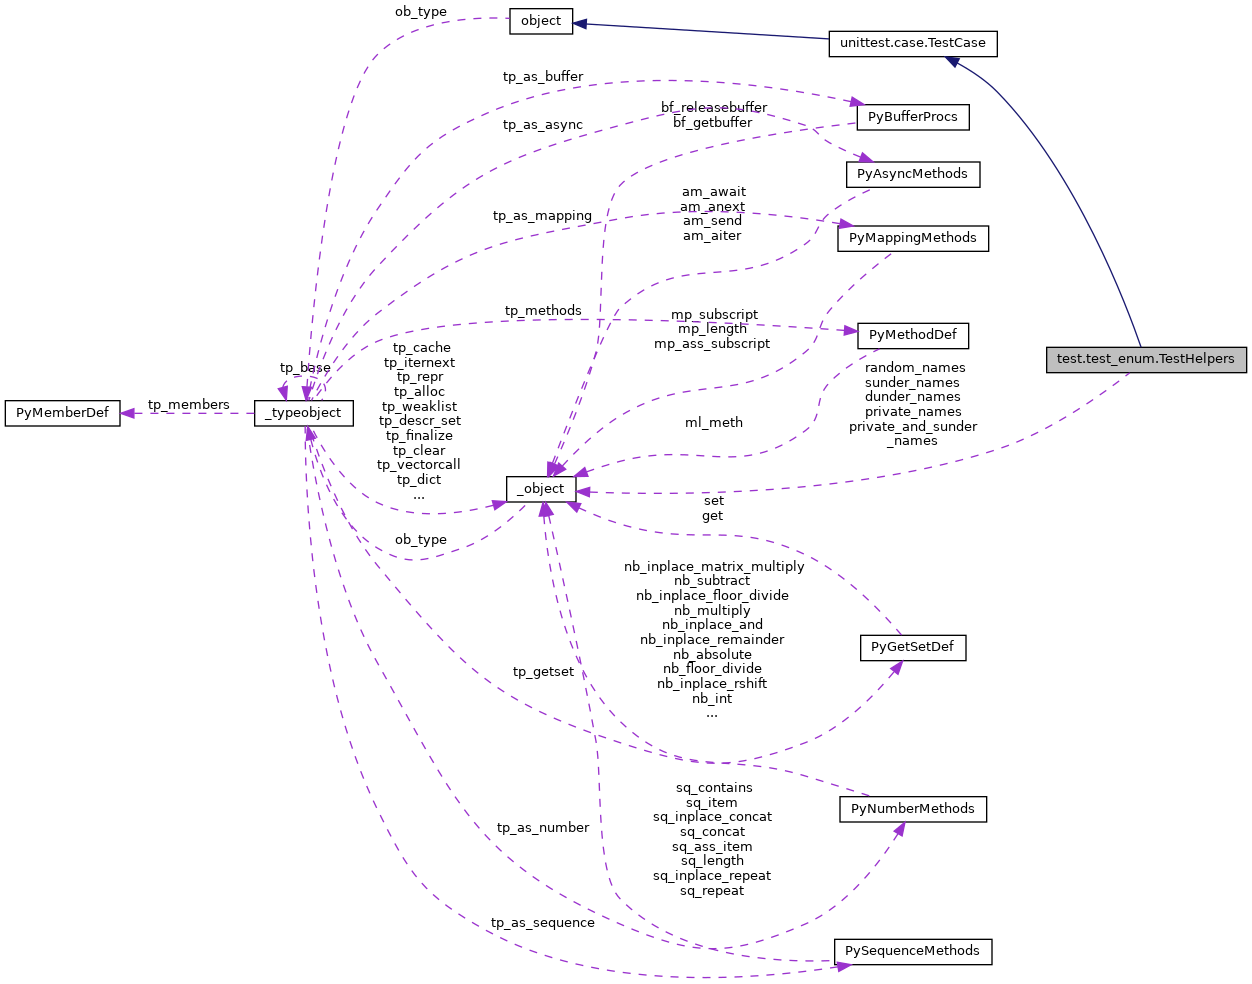 ob_type
object
unittest.case.TestCase
tp_as_buffer
bf_releasebuffer
bf_getbuffer
PyBufferProcs
tp_as_async
PyAsyncMethods
am_await
am_anext
am_send
am_aiter
tp_as_mapping
PyMappingMethods
tp_methods
mp_subscript
mp_length
mp_ass_subscript
PyMethodDef
test.test_enum.TestHelpers
tp_base
tp_cache
tp_iternext
tp_repr
tp_alloc
tp_weaklist
tp_descr_set
tp_finalize
tp_clear
tp_vectorcall
tp_dict
...
random_names
sunder_names
dunder_names
private_names
private_and_sunder
_names
PyMemberDef
tp_members
_typeobject
ml_meth
_object
set
get
ob_type
nb_inplace_matrix_multiply
nb_subtract
nb_inplace_floor_divide
nb_multiply
nb_inplace_and
nb_inplace_remainder
nb_absolute
nb_floor_divide
nb_inplace_rshift
nb_int
...
PyGetSetDef
tp_getset
sq_contains
sq_item
sq_inplace_concat
sq_concat
sq_ass_item
sq_length
sq_inplace_repeat
sq_repeat
PyNumberMethods
tp_as_number
tp_as_sequence
PySequenceMethods